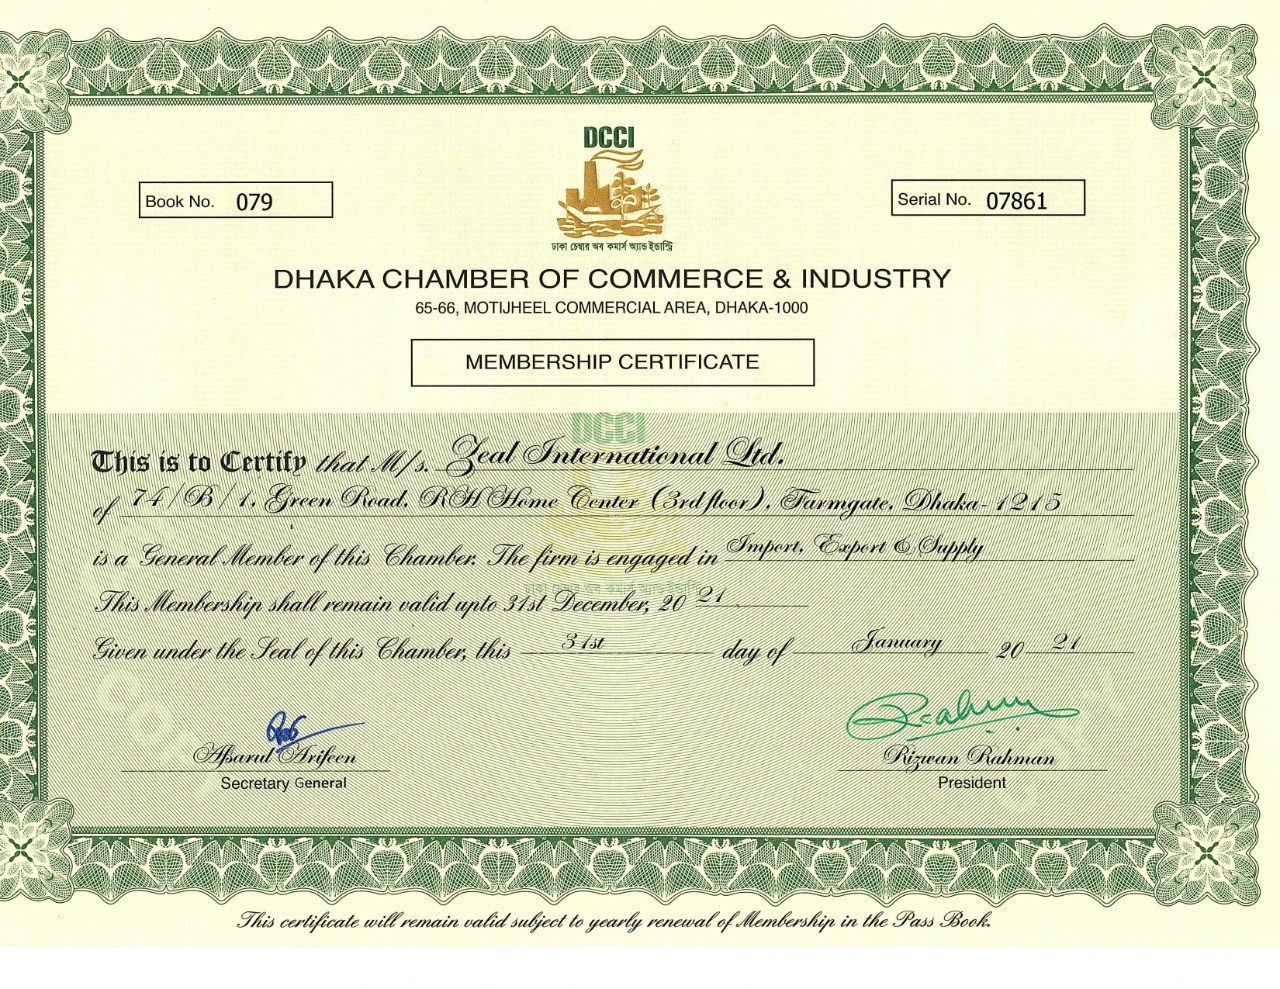 DCCI
Book No. 079
Serial No. 07861
ঢাকা চেম্বার অব কমার্স অ্যান্ড ইন্ডাস্ট্রি
DHAKA CHAMBER OF COMMERCE & INDUSTRY
65-66, MOTIJHEEL COMMERCIAL AREA, DHAKA-1000
MEMBERSHIP CERTIFICATE
DCCI
This is to Certify that M/s. Zeal International Ltd.
of 74/B/1, Green Road, RH Home Center (3rd floor), Farmgate, Dhaka-1215
is a General Member of this Chamber. The firm is engaged in Import, Export & Supply
This Membership shall remain valid upto 31st December, 20 21
Given under the Seal of this Chamber, this 31st day of January 20 21
Afsarul Arifeen
Secretary General
Rizwan Rahman
President
This certificate will remain valid subject to yearly renewal of Membership in the Pass Book.